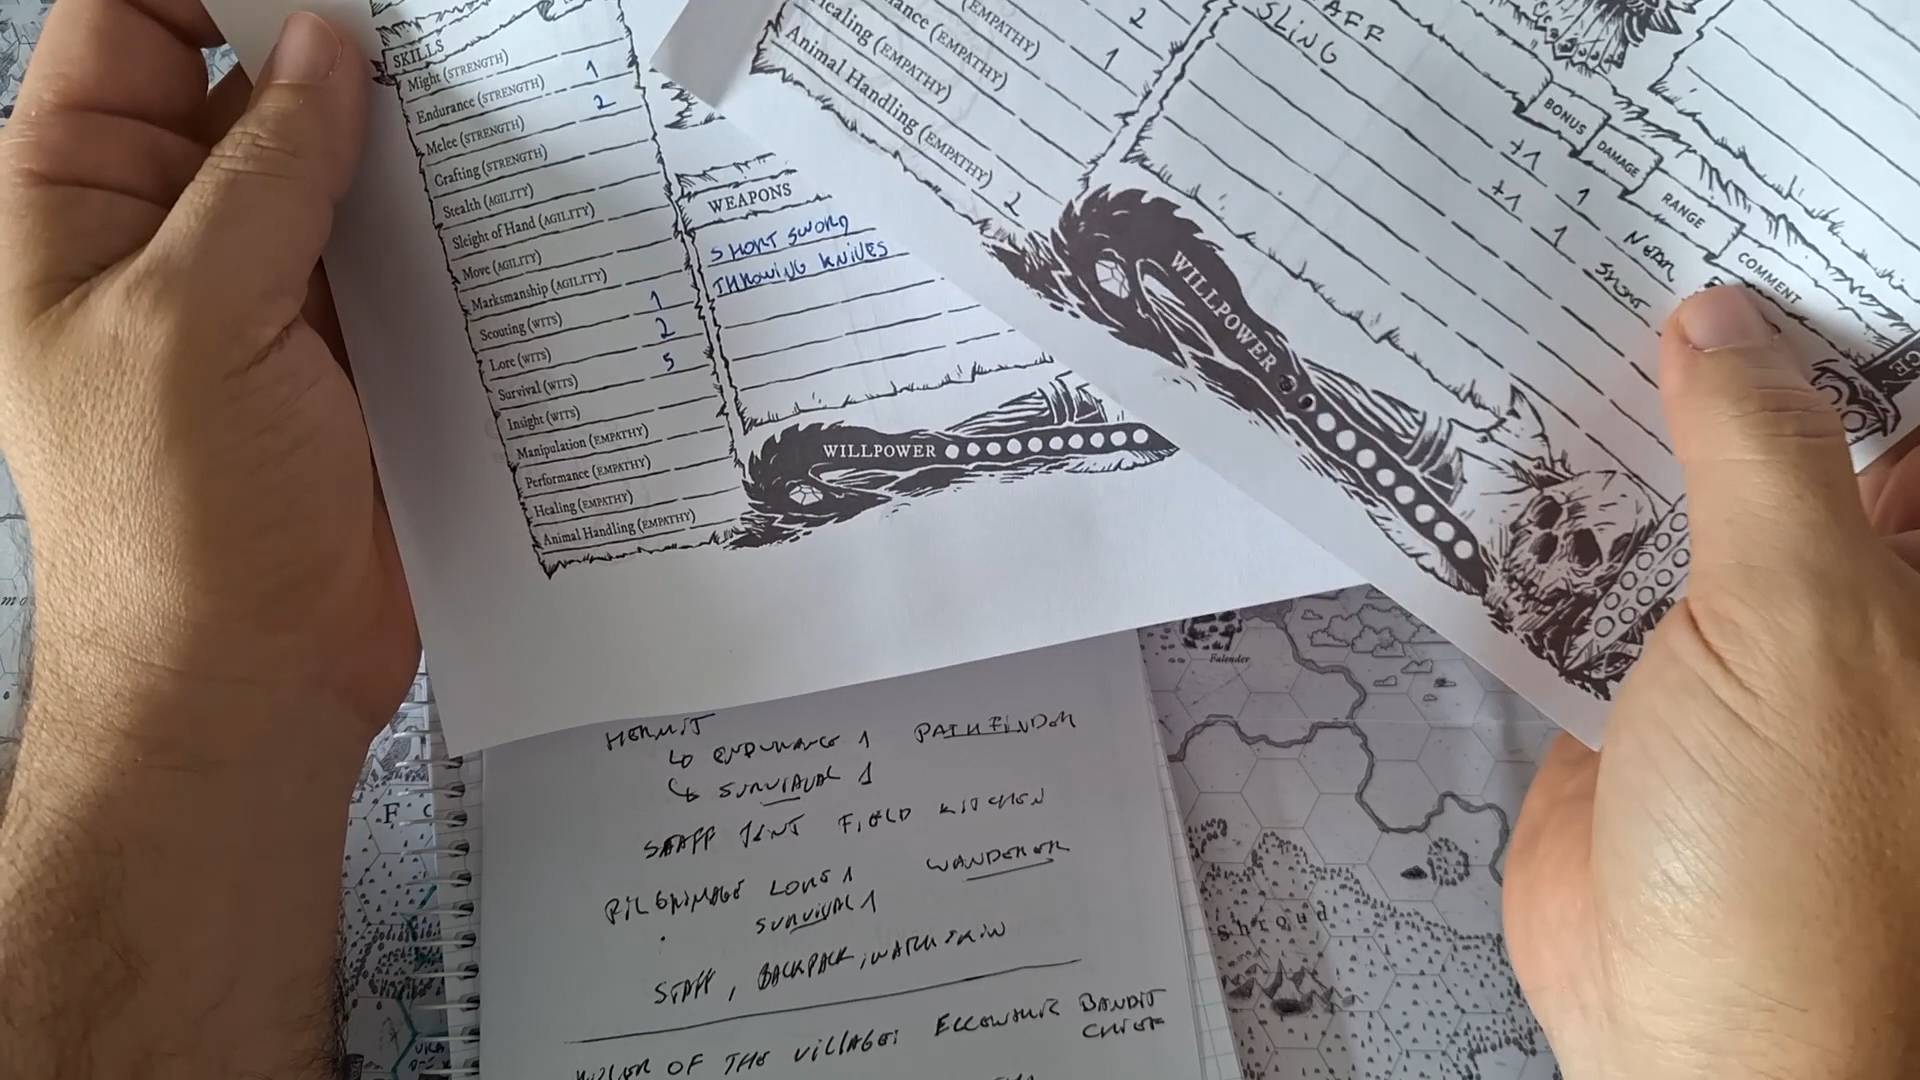 SKILLS
Might (STRENGTH)
Endurance (STRENGTH) 1
Melee (STRENGTH) 2
Crafting (STRENGTH)
Stealth (AGILITY)
Sleight of Hand (AGILITY)
Move (AGILITY)
Marksmanship (AGILITY)
Scouting (WITS) 1
Lore (WITS) 2
Survival (WITS) 5
Insight (WITS)
Manipulation (EMPATHY)
Performance (EMPATHY)
Healing (EMPATHY)
Animal Handling (EMPATHY)
WEAPONS
SHORT SWORD
THROWING KNIVES
WILLPOWER
(EMPATHY) 2
(EMPATHY) 1
Healing (EMPATHY)
Animal Handling (EMPATHY) 2
SLING
BONUS
DAMAGE
RANGE
COMMENT
+1 1 NEAR
+1 1 SHORT
WILLPOWER
HERMIT
↳ ENDURANCE 1 PATHFINDER
↳ SURVIVAL 1
STAFF TENT FIELD KITCHEN
PILGRIMAGE LORE 1 WANDERER
SURVIVAL 1
STAFF, BACKPACK, WATERSKIN
OF THE VILLAGE: BANDIT
CHIEF
Falender
Shroud